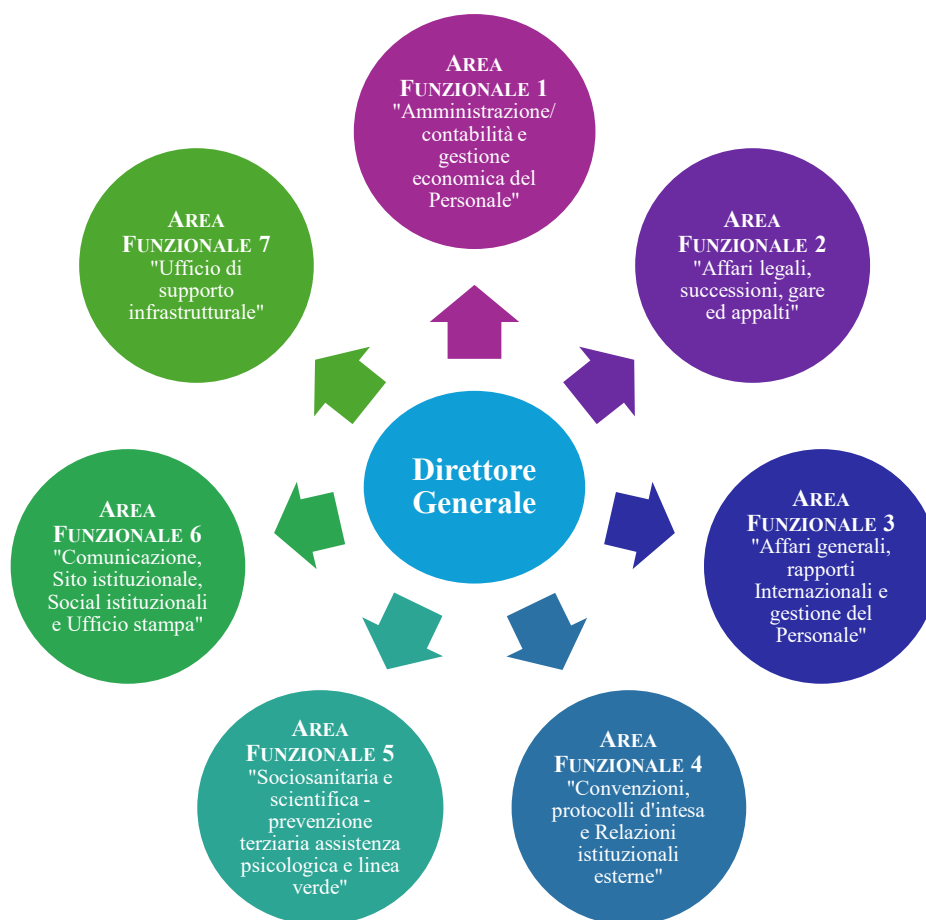 AREA
FUNZIONALE 1
"Amministrazione/
contabilità e
gestione
economica del
Personale"
AREA
FUNZIONALE 2
"Affari legali,
successioni, gare
ed appalti"
AREA
FUNZIONALE 3
"Affari generali,
rapporti
Internazionali e
gestione del
Personale"
AREA
FUNZIONALE 4
"Convenzioni,
protocolli d'intesa
e Relazioni
istituzionali
esterne"
AREA
FUNZIONALE 5
"Sociosanitaria e
scientifica -
prevenzione
terziaria assistenza
psicologica e linea
verde"
AREA
FUNZIONALE 6
"Comunicazione,
Sito istituzionale,
Social istituzionali
e Ufficio stampa"
AREA
FUNZIONALE 7
"Ufficio di
supporto
infrastrutturale"
Direttore
Generale